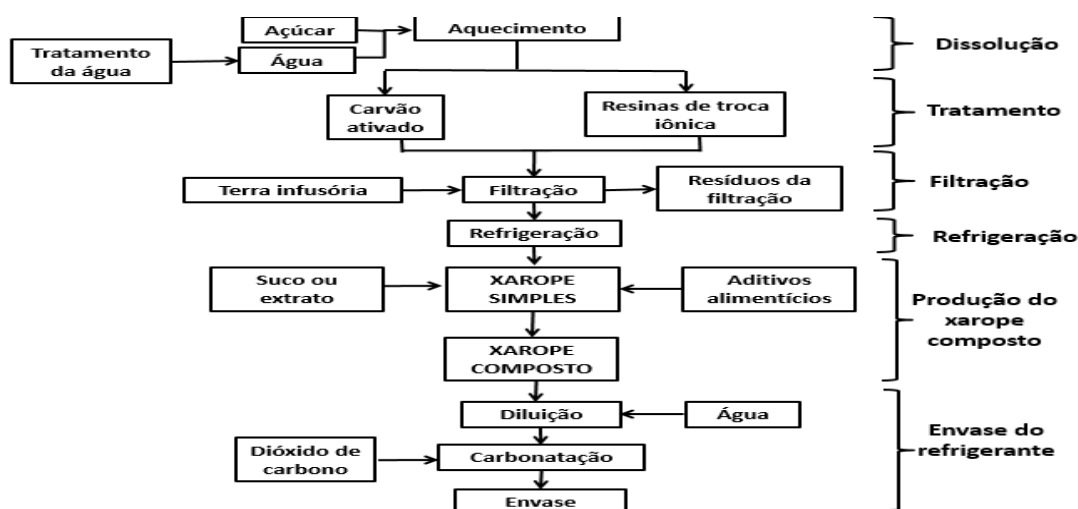 Açúcar
Aquecimento
Dissolução
Tratamento
da água
Água
Carvão
ativado
Resinas de troca
iônica
Tratamento
Terra infusória
Filtração
Resíduos da
filtração
Filtração
Refrigeração
Refrigeração
Suco ou
extrato
XAROPE
SIMPLES
Aditivos
alimentícios
Produção do
xarope
composto
XAROPE
COMPOSTO
Diluição
Água
Envase do
refrigerante
Dióxido de
carbono
Carbonatação
Envase